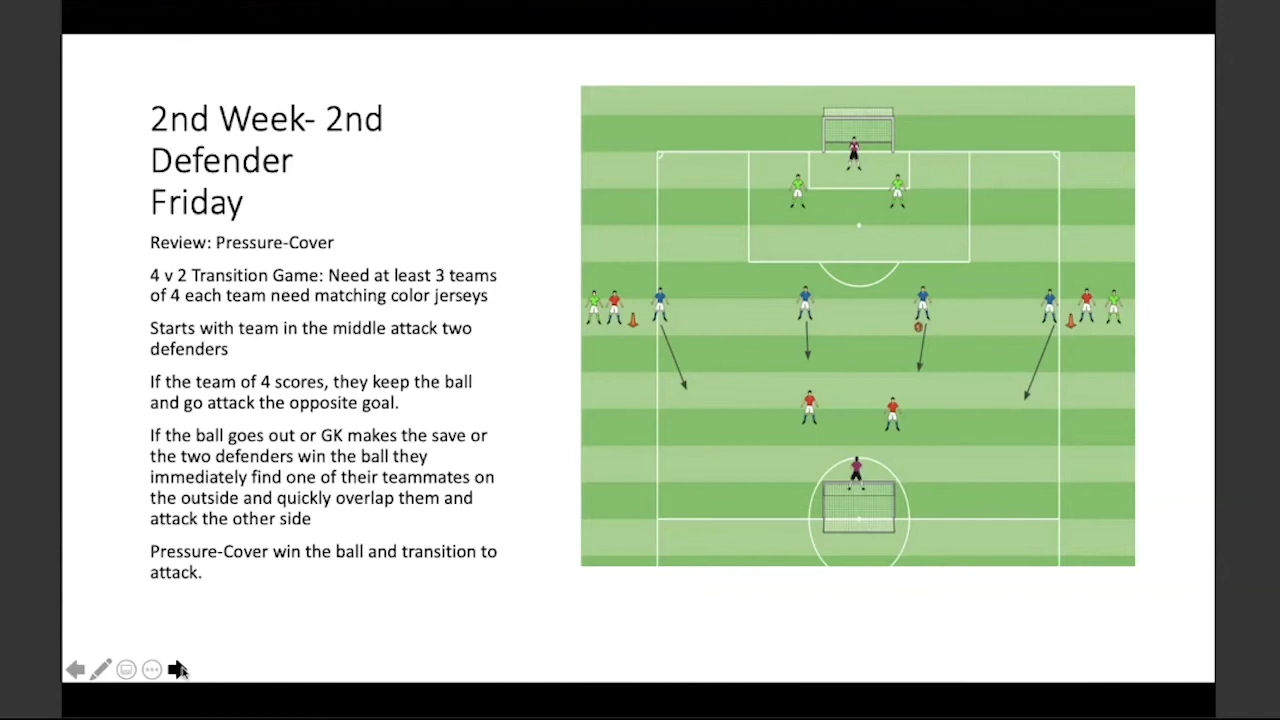 2nd Week- 2nd
Defender
Friday
Review: Pressure-Cover
4 v 2 Transition Game: Need at least 3 teams
of 4 each team need matching color jerseys
Starts with team in the middle attack two
defenders
If the team of 4 scores, they keep the ball
and go attack the opposite goal.
If the ball goes out or GK makes the save or
the two defenders win the ball they
immediately find one of their teammates on
the outside and quickly overlap them and
attack the other side
Pressure-Cover win the ball and transition to
attack.